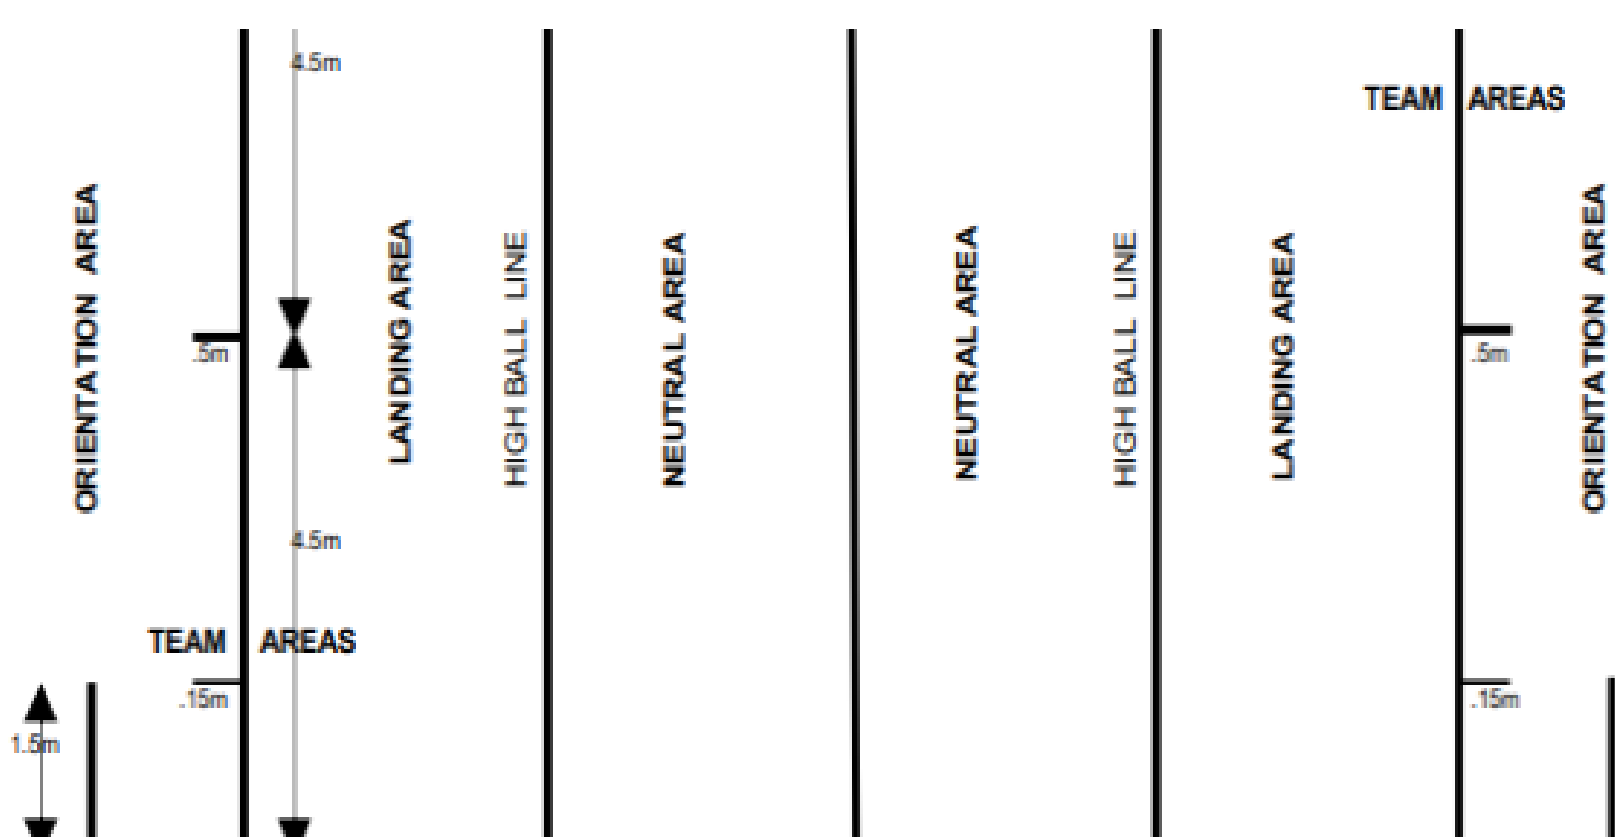 4.5m
TEAM AREAS
ORIENTATION AREA
LANDING AREA
HIGH BALL LINE
NEUTRAL AREA
NEUTRAL AREA
HIGH BALL LINE
LANDING AREA
ORIENTATION AREA
.5m
.5m
4.5m
TEAM AREAS
.15m
.15m
1.5m